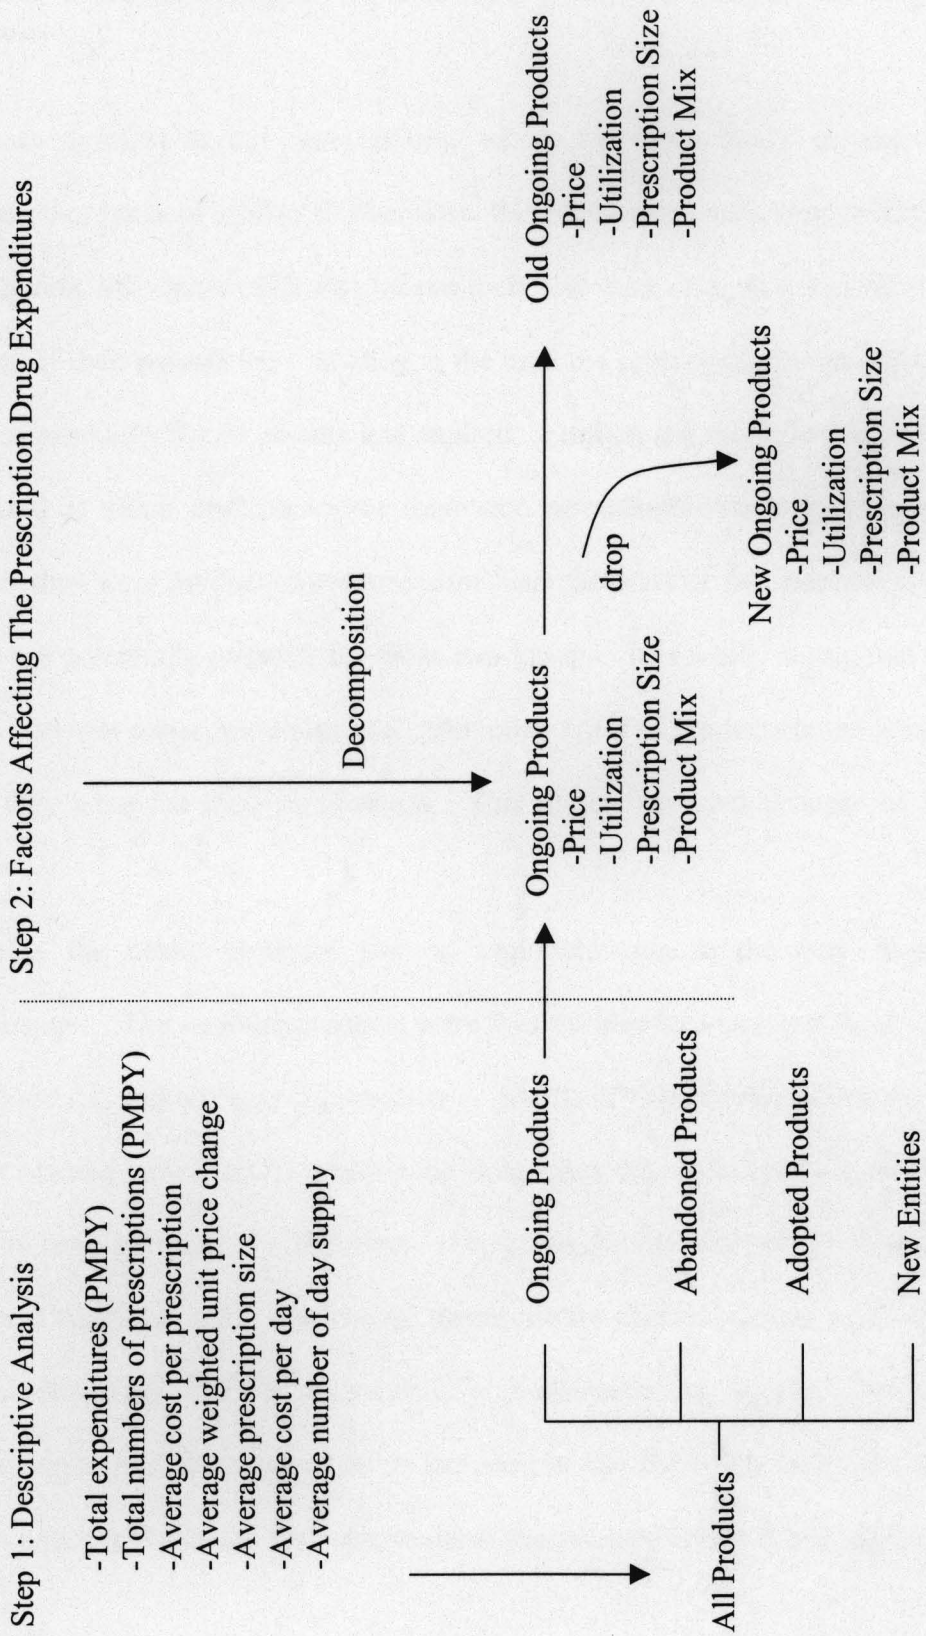 Step 1: Descriptive Analysis
-Total expenditures (PMPY)
-Total numbers of prescriptions (PMPY)
-Average cost per prescription
-Average weighted unit price change
-Average prescription size
-Average cost per day
-Average number of day supply
All Products
Ongoing Products
Abandoned Products
Adopted Products
New Entities
Step 2: Factors Affecting The Prescription Drug Expenditures
Decomposition
Ongoing Products
-Price
-Utilization
-Prescription Size
-Product Mix
drop
Old Ongoing Products
-Price
-Utilization
-Prescription Size
-Product Mix
New Ongoing Products
-Price
-Utilization
-Prescription Size
-Product Mix